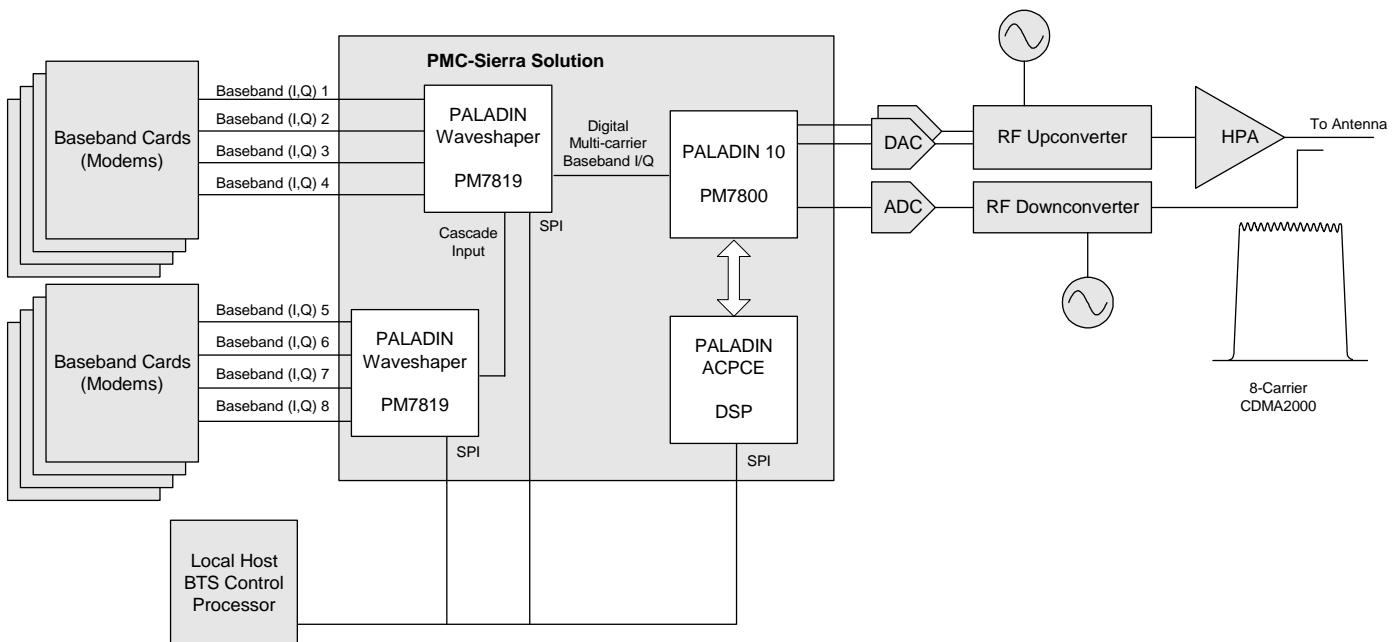 PMC-Sierra Solution
Baseband Cards
(Modems)
Baseband (I,Q) 1
Baseband (I,Q) 2
Baseband (I,Q) 3
Baseband (I,Q) 4
PALADIN
Waveshaper
PM7819
Digital
Multi-carrier
Baseband I/Q
PALADIN 10
PM7800
DAC
ADC
RF Upconverter
RF Downconverter
HPA
To Antenna
Cascade
Input
SPI
Baseband Cards
(Modems)
Baseband (I,Q) 5
Baseband (I,Q) 6
Baseband (I,Q) 7
Baseband (I,Q) 8
PALADIN
Waveshaper
PM7819
SPI
PALADIN
ACPCE
DSP
SPI
8-Carrier
CDMA2000
Local Host
BTS Control
Processor